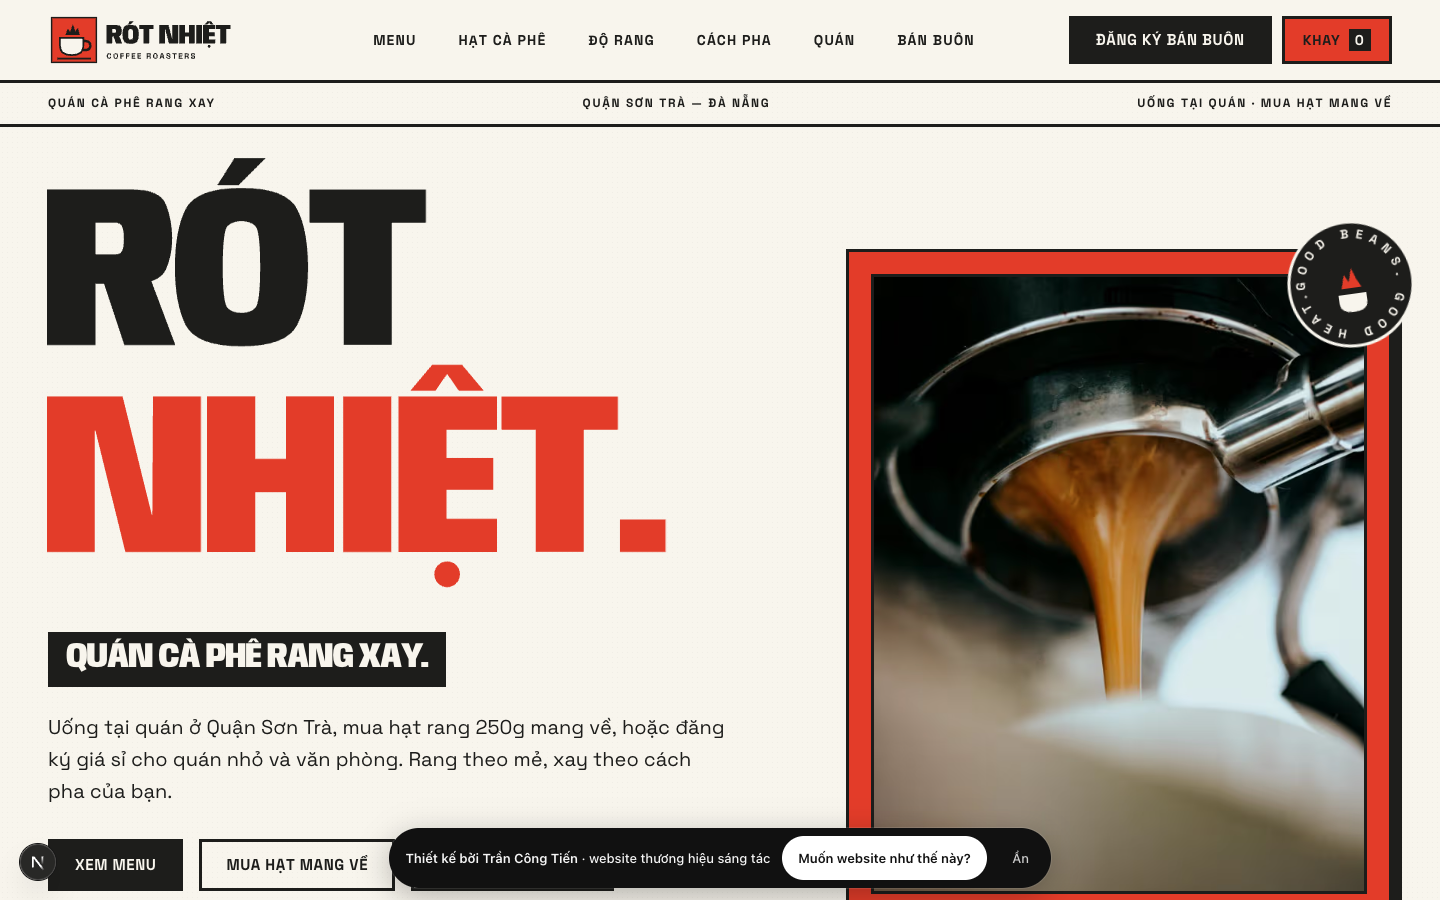 RÓT NHIỆT
COFFEE ROASTERS
MENU
HẠT CÀ PHÊ
ĐỘ RANG
CÁCH PHA
QUÁN
BÁN BUÔN
ĐĂNG KÝ BÁN BUÔN
KHAY 0
QUÁN CÀ PHÊ RANG XAY
QUẬN SƠN TRÀ — ĐÀ NẴNG
UỐNG TẠI QUÁN · MUA HẠT MANG VỀ
RÓT
NHIỆT.
GOOD BEANS. GOOD HEAT.
QUÁN CÀ PHÊ RANG XAY.
Uống tại quán ở Quận Sơn Trà, mua hạt rang 250g mang về, hoặc đăng
ký giá sỉ cho quán nhỏ và văn phòng. Rang theo mẻ, xay theo cách
pha của bạn.
XEM MENU
MUA HẠT MANG VỀ
Thiết kế bởi Trần Công Tiến · website thương hiệu sáng tác
Muốn website như thế này?
Ẩn
N